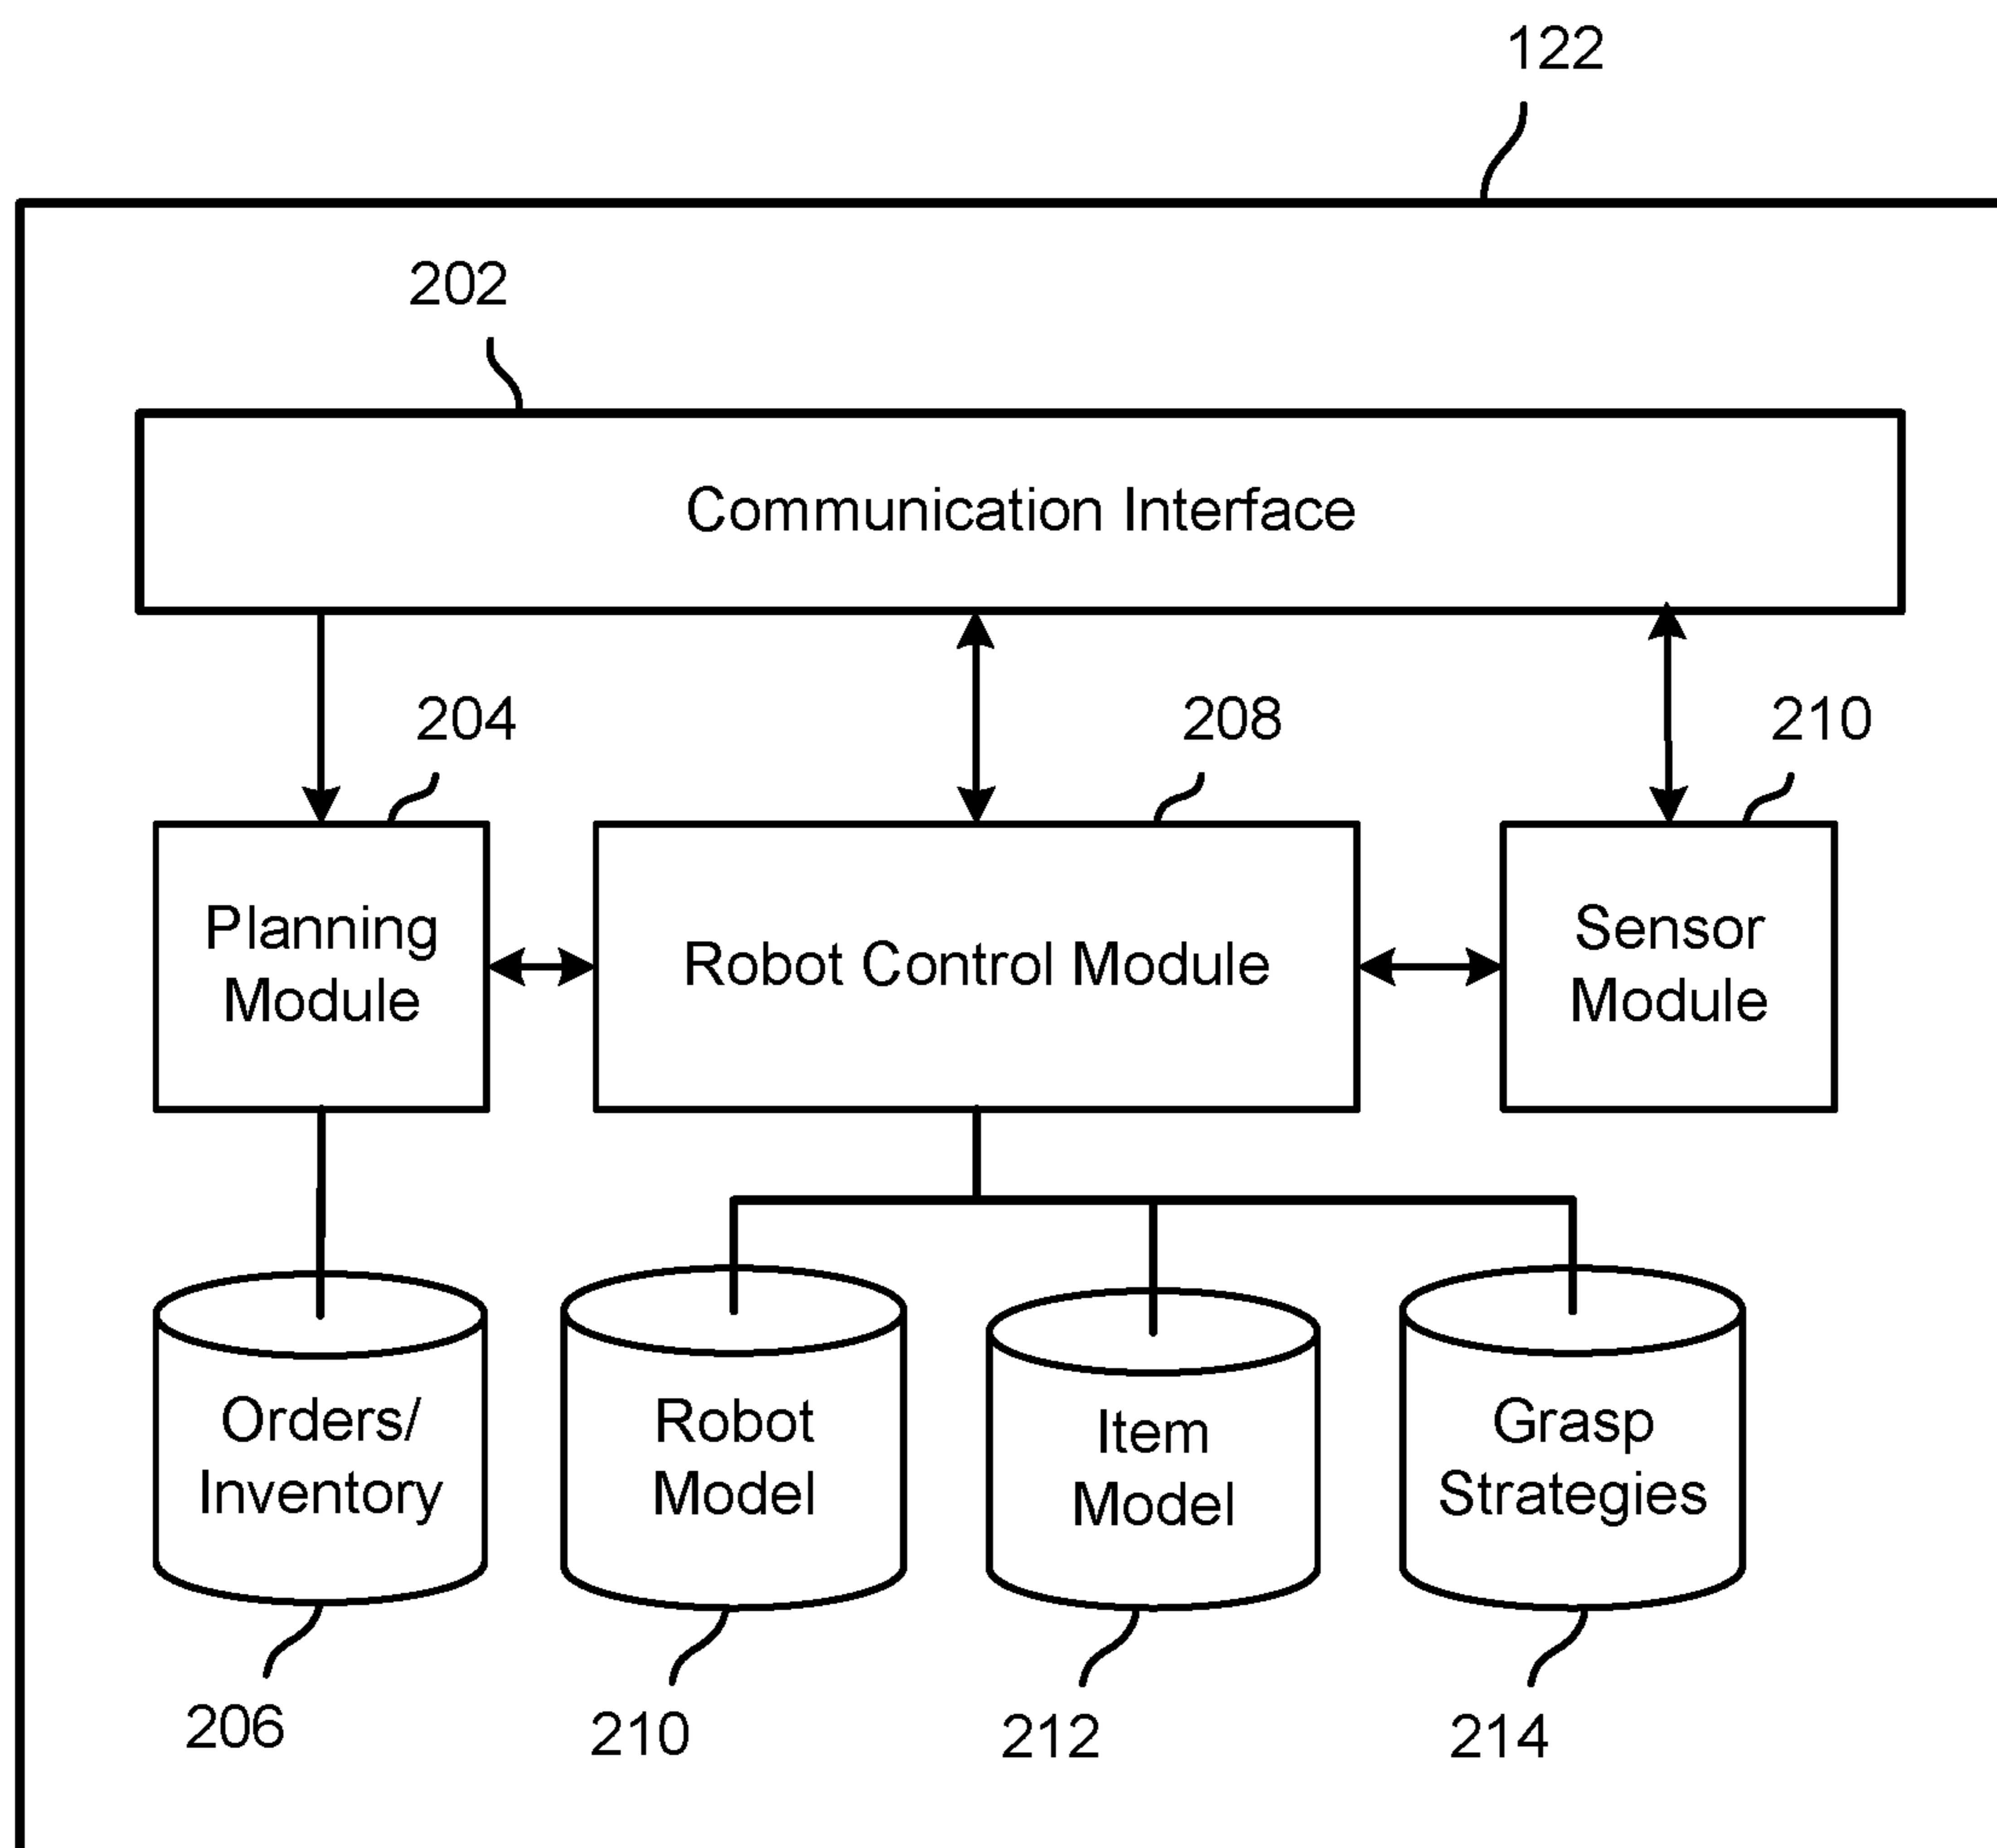 122
202
Communication Interface
204
208
210
Planning
Module
Robot Control Module
Sensor
Module
Orders/
Inventory
Robot
Model
Item
Model
Grasp
Strategies
206
210
212
214